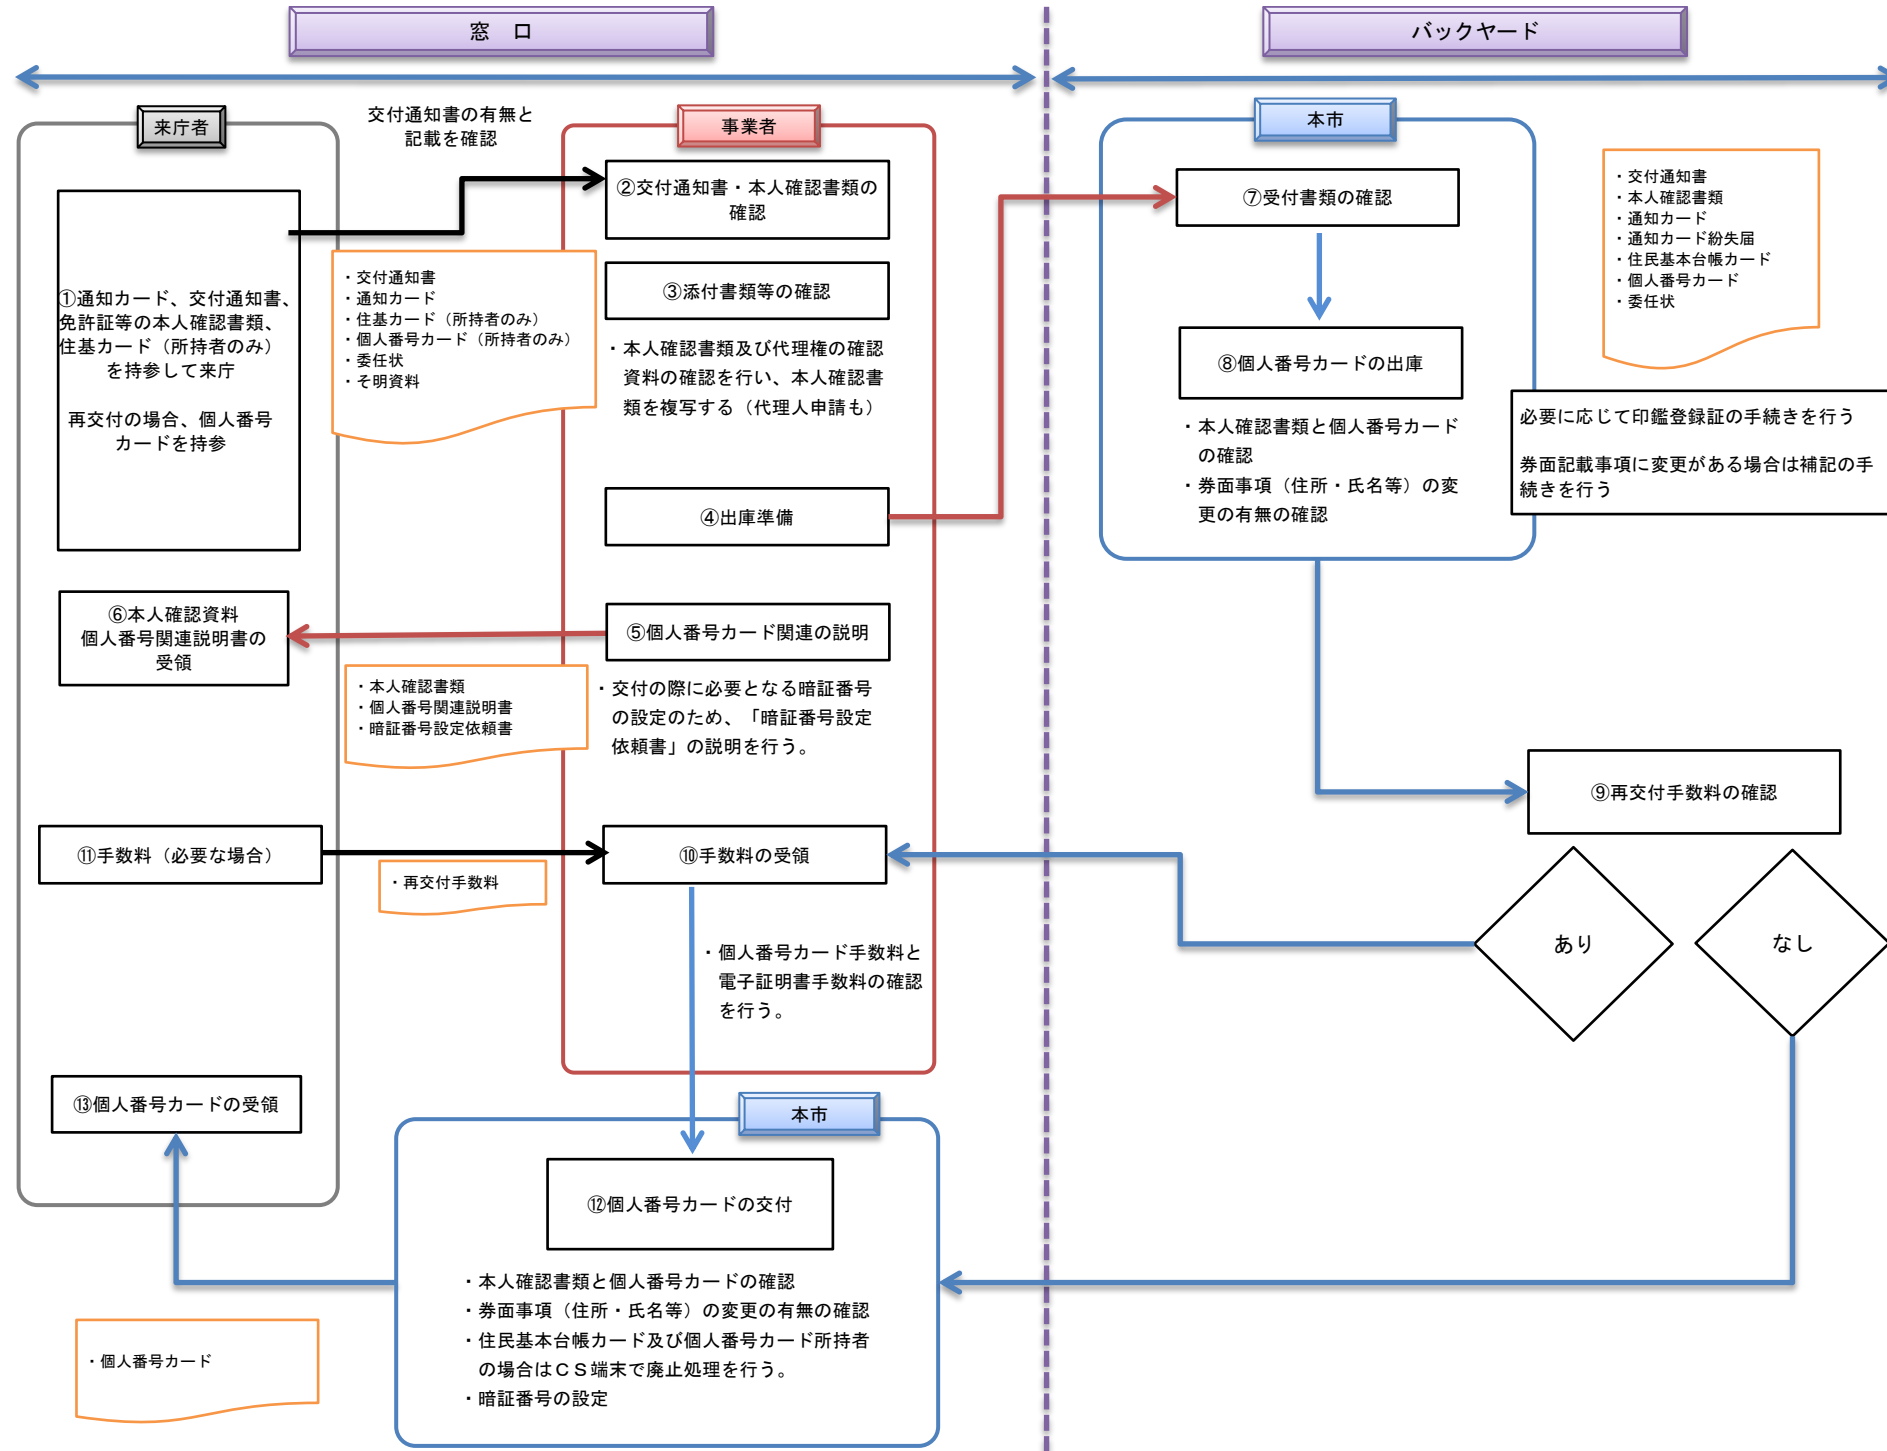 窓　口
バックヤード
来庁者
交付通知書の有無と
記載を確認
事業者
本市
①通知カード、交付通知書、
免許証等の本人確認書類、
住基カード（所持者のみ）
を持参して来庁
再交付の場合、個人番号
カードを持参
②交付通知書・本人確認書類の
確認
・交付通知書
・通知カード
・住基カード（所持者のみ）
・個人番号カード（所持者のみ）
・委任状
・そ明資料
③添付書類等の確認
・本人確認書類及び代理権の確認
資料の確認を行い、本人確認書
類を複写する（代理人申請も）
④出庫準備
⑦受付書類の確認
⑧個人番号カードの出庫
・本人確認書類と個人番号カード
の確認
・券面事項（住所・氏名等）の変
更の有無の確認
・交付通知書
・本人確認書類
・通知カード
・通知カード紛失届
・住民基本台帳カード
・個人番号カード
・委任状
必要に応じて印鑑登録証の手続きを行う
券面記載事項に変更がある場合は補記の手
続きを行う
⑥本人確認資料
個人番号関連説明書の
受領
⑤個人番号カード関連の説明
・本人確認書類
・個人番号関連説明書
・暗証番号設定依頼書
・交付の際に必要となる暗証番号
の設定のため、「暗証番号設定
依頼書」の説明を行う。
⑨再交付手数料の確認
⑪手数料（必要な場合）
・再交付手数料
⑩手数料の受領
・個人番号カード手数料と
電子証明書手数料の確認
を行う。
あり
なし
⑬個人番号カードの受領
本市
⑫個人番号カードの交付
・本人確認書類と個人番号カードの確認
・券面事項（住所・氏名等）の変更の有無の確認
・住民基本台帳カード及び個人番号カード所持者
の場合はＣＳ端末で廃止処理を行う。
・暗証番号の設定
・個人番号カード